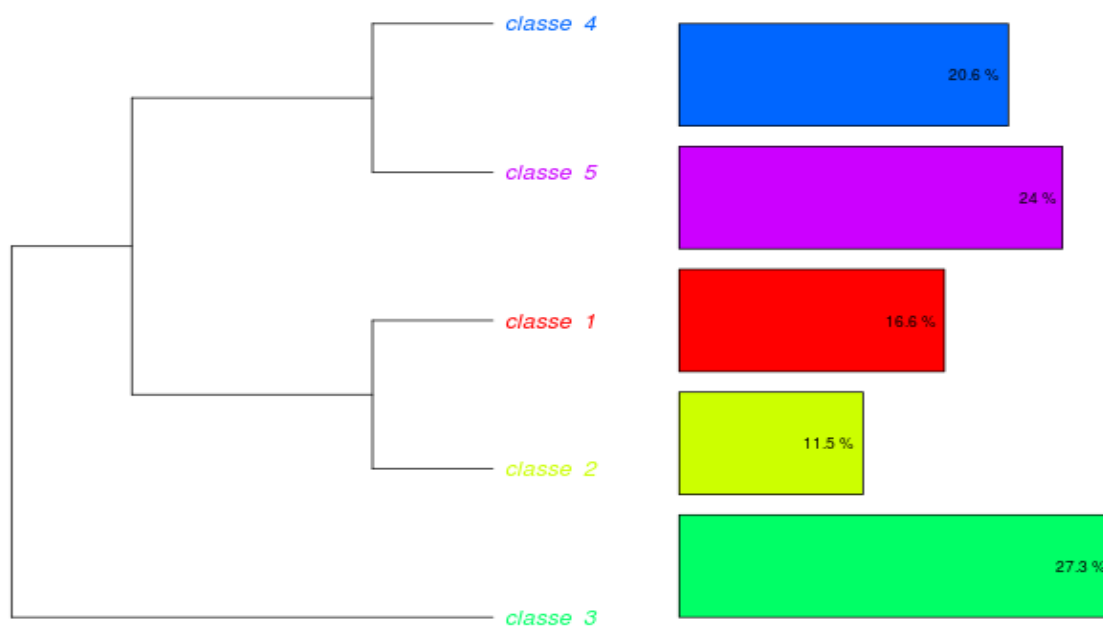 classe 4
20.6 %
classe 5
24 %
classe 1
16.6 %
classe 2
11.5 %
classe 3
27.3 %